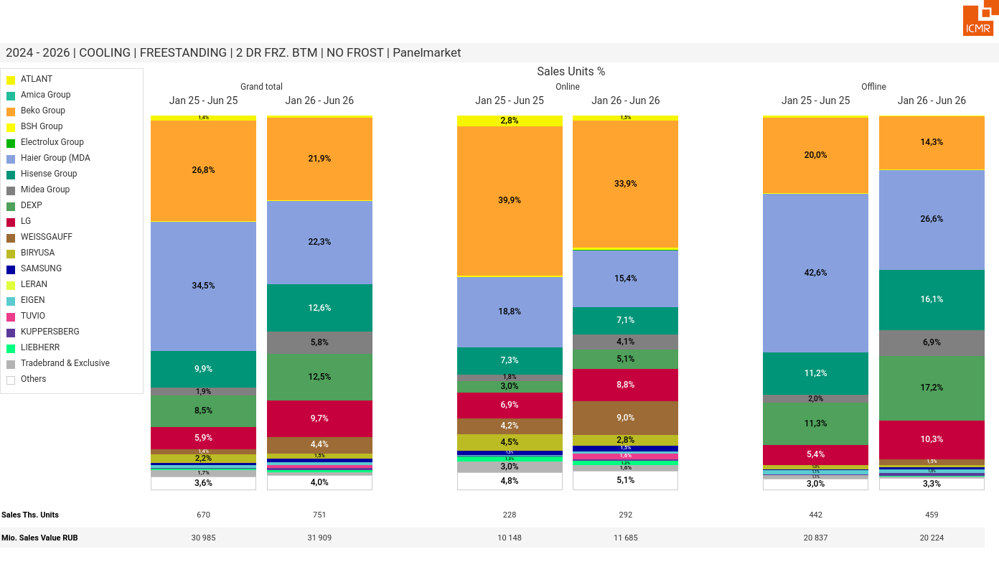 ICMR
2024 - 2026 | COOLING | FREESTANDING | 2 DR FRZ. BTM | NO FROST | Panelmarket
Sales Units %
Grand total Online Offline
Jan 25 - Jun 25 Jan 26 - Jun 26 Jan 25 - Jun 25 Jan 26 - Jun 26 Jan 25 - Jun 25 Jan 26 - Jun 26
ATLANT
Amica Group
Beko Group
BSH Group
Electrolux Group
Haier Group (MDA
Hisense Group
Midea Group
DEXP
LG
WEISSGAUFF
BIRYUSA
SAMSUNG
LERAN
EIGEN
TUVIO
KUPPERSBERG
LIEBHERR
Tradebrand & Exclusive
Others
1,4%
26,8%
34,5%
9,9%
1,9%
8,5%
5,9%
1,4%
2,2%
1,7%
3,6%
21,9%
22,3%
12,6%
5,8%
12,5%
9,7%
4,4%
1,5%
4,0%
2,8%
39,9%
18,8%
7,3%
1,8%
3,0%
6,9%
4,2%
4,5%
1,3%
3,0%
4,8%
1,5%
33,9%
15,4%
7,1%
4,1%
5,1%
8,8%
9,0%
2,8%
1,5%
1,6%
1,6%
5,1%
20,0%
42,6%
11,2%
2,0%
11,3%
5,4%
1,1%
1,1%
3,0%
14,3%
26,6%
16,1%
6,9%
17,2%
10,3%
1,5%
3,3%
Sales Ths. Units 670 751 228 292 442 459
Mio. Sales Value RUB 30 985 31 909 10 148 11 685 20 837 20 224